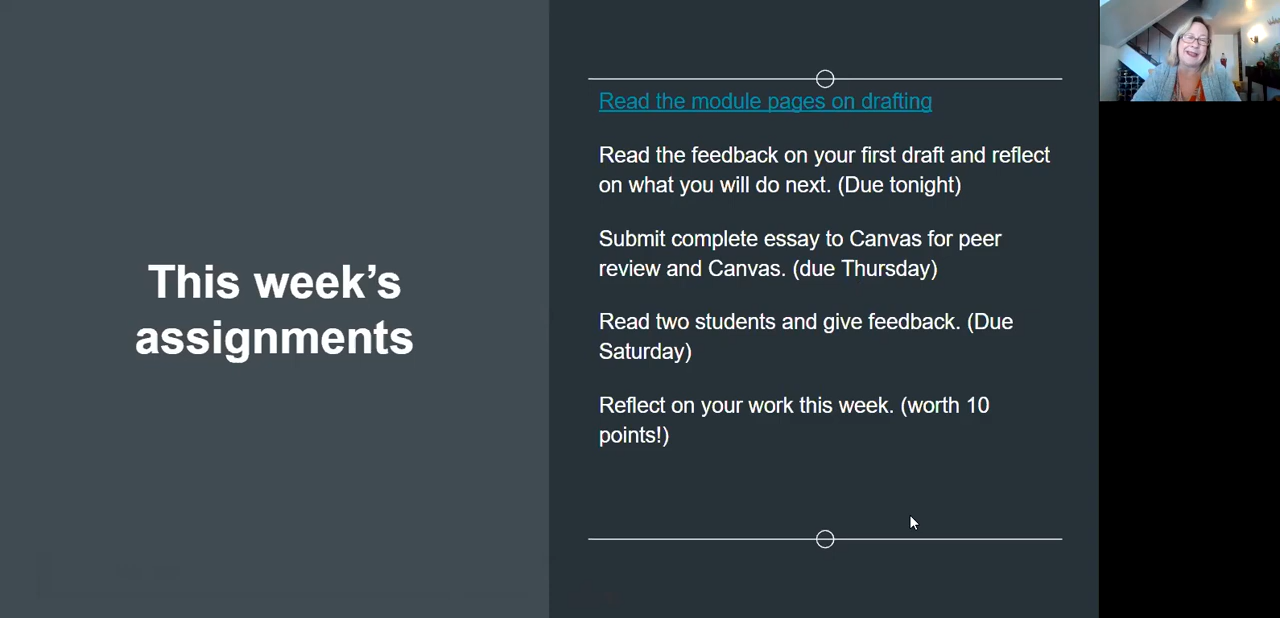 This week’s
assignments
Read the module pages on drafting
Read the feedback on your first draft and reflect
on what you will do next. (Due tonight)
Submit complete essay to Canvas for peer
review and Canvas. (due Thursday)
Read two students and give feedback. (Due
Saturday)
Reflect on your work this week. (worth 10
points!)